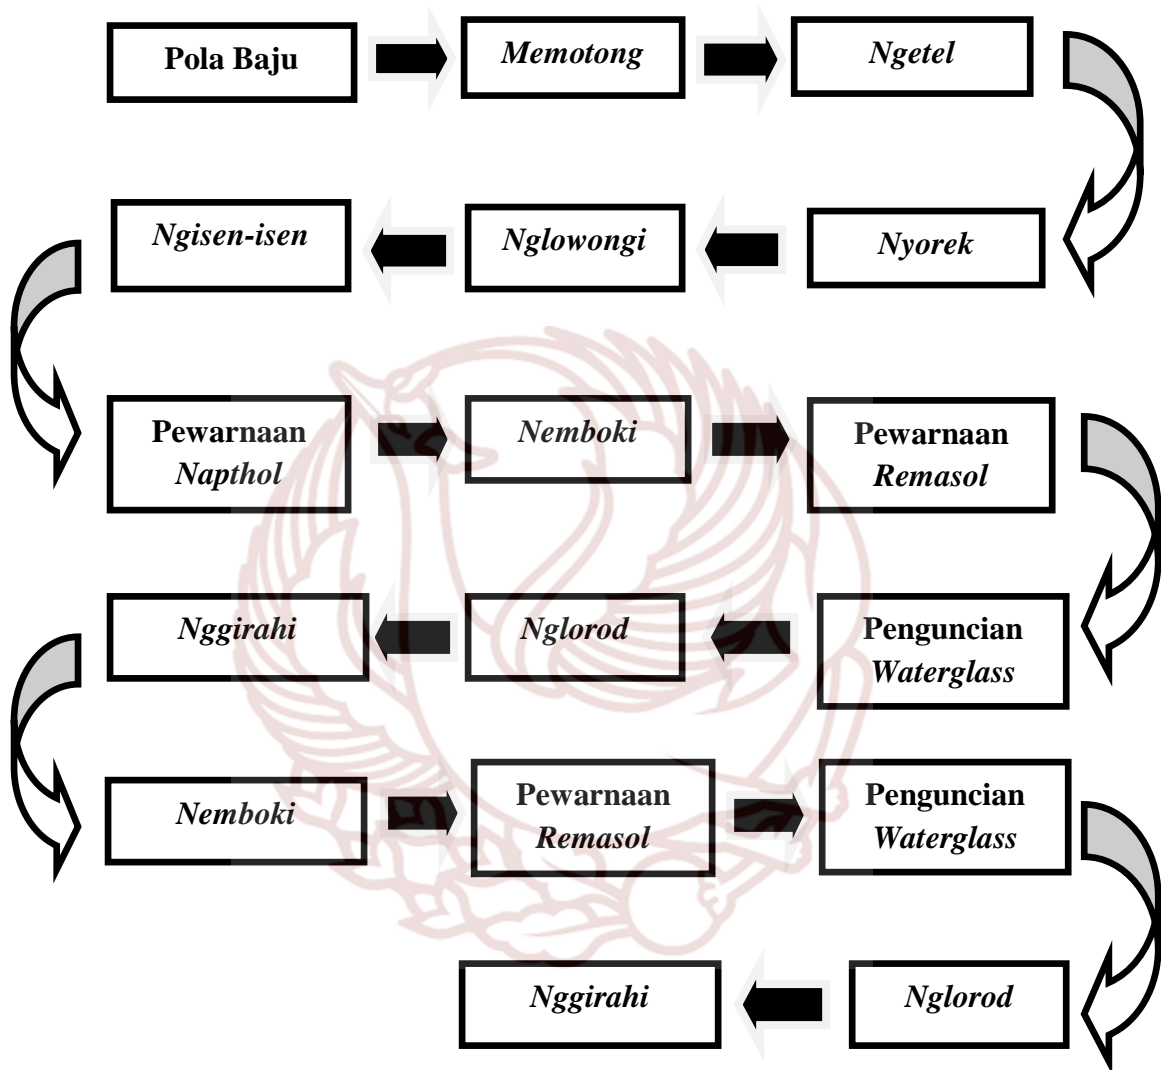 Pola Baju
Memotong
Ngetel
Nyorek
Nglowongi
Ngisen-isen
Pewarnaan
Napthol
Nemboki
Pewarnaan
Remasol
Penguncian
Waterglass
Nglorod
Nggirahi
Nemboki
Pewarnaan
Remasol
Penguncian
Waterglass
Nglorod
Nggirahi